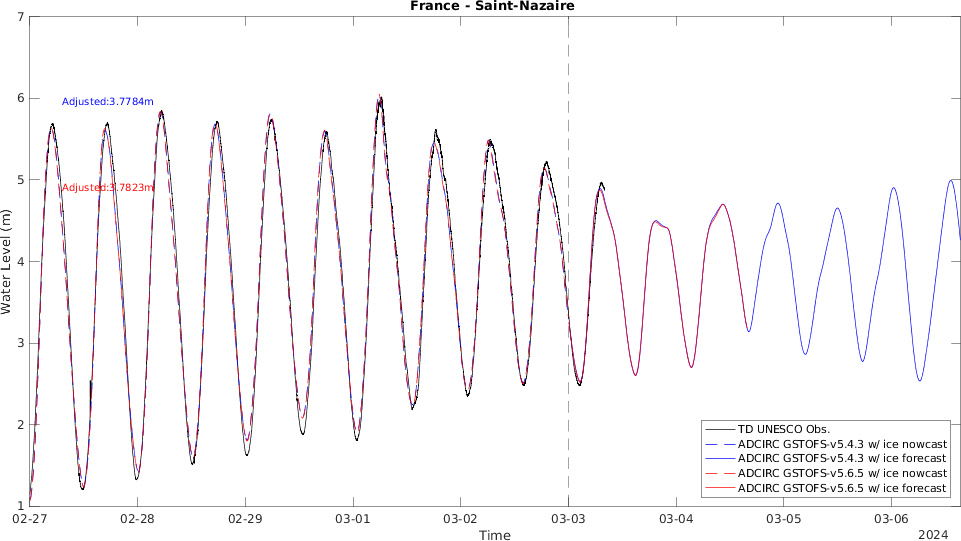 France - Saint-Nazaire
7
6
5
4
3
2
1
Water Level (m)
Adjusted:3.7784m
Adjusted:3.7823m
TD UNESCO Obs.
ADCIRC GSTOFS-v5.4.3 w/ ice nowcast
ADCIRC GSTOFS-v5.4.3 w/ ice forecast
ADCIRC GSTOFS-v5.6.5 w/ ice nowcast
ADCIRC GSTOFS-v5.6.5 w/ ice forecast
02-27 02-28 02-29 03-01 03-02 03-03 03-04 03-05 03-06
Time
2024